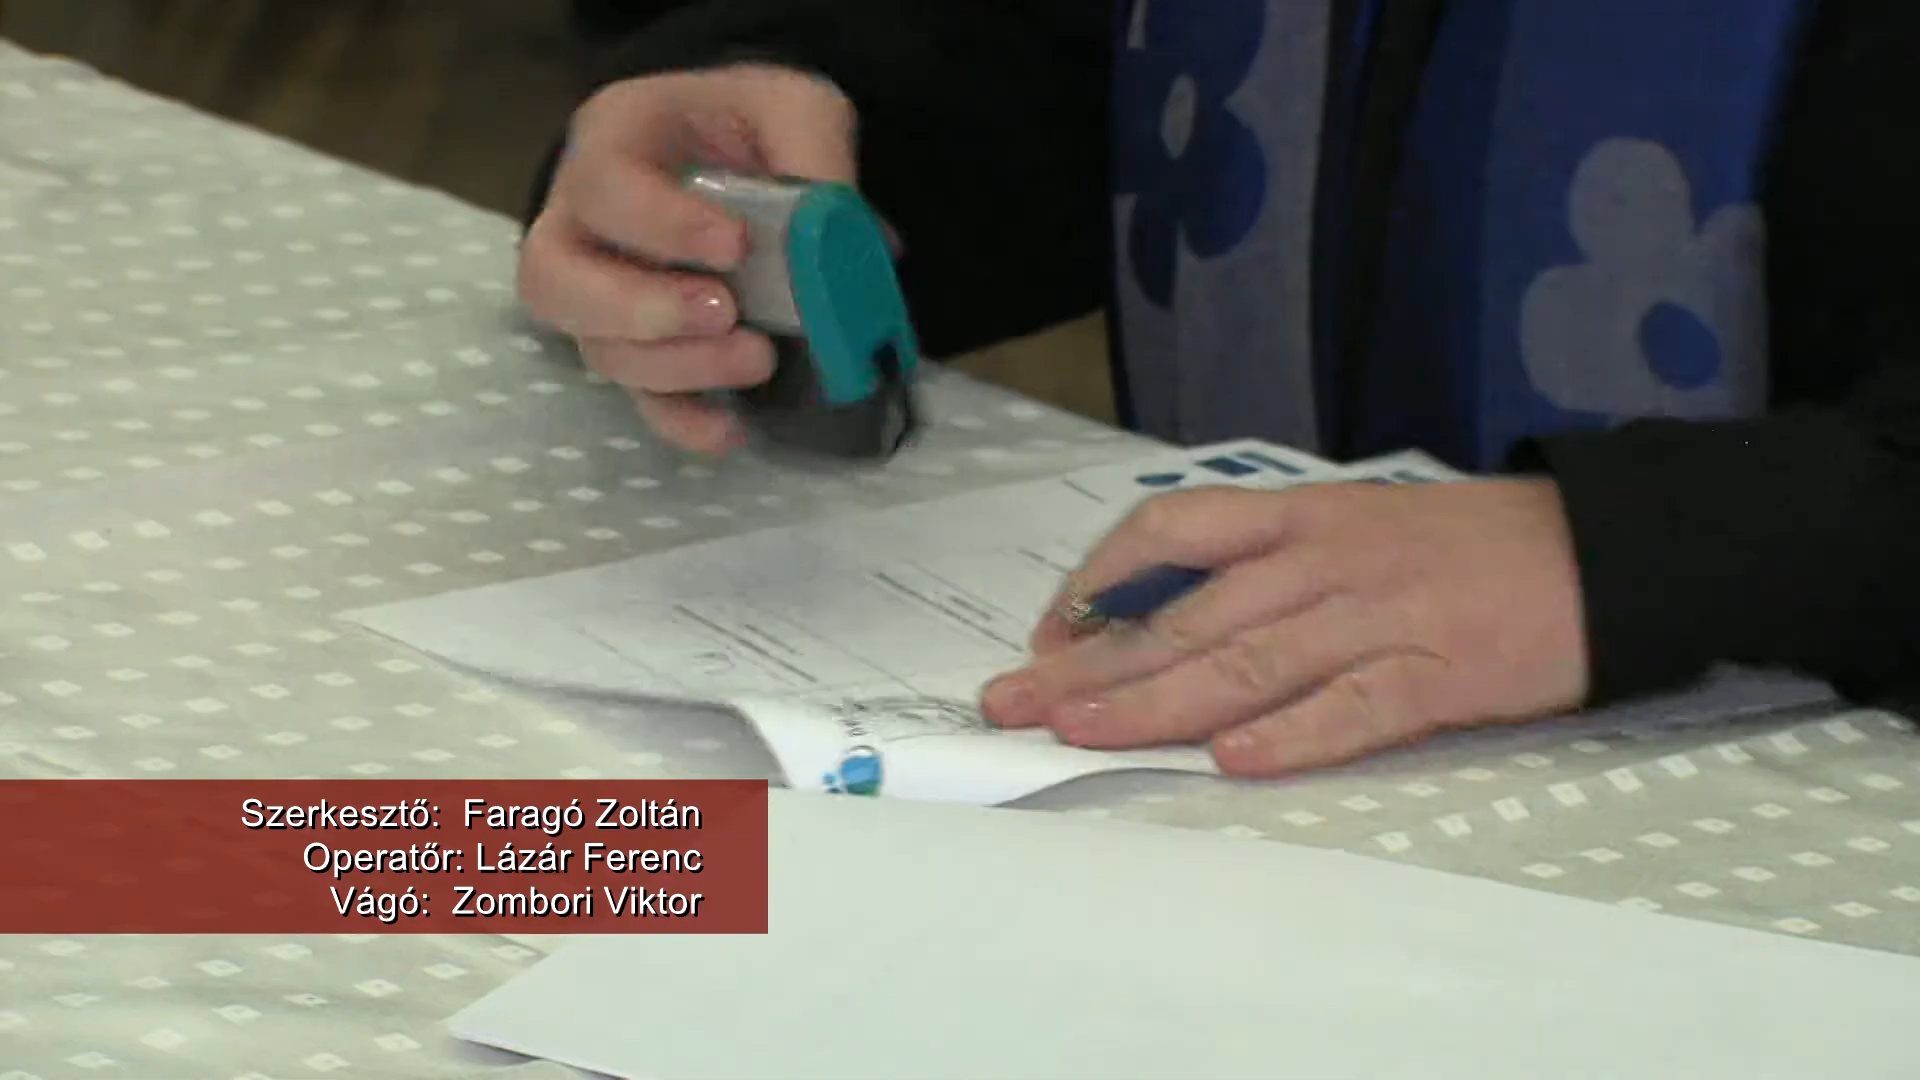 Szerkesztő: Faragó Zoltán
Operatőr: Lázár Ferenc
Vágó: Zombori Viktor